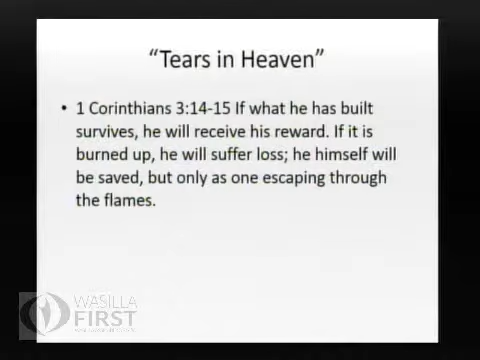 “Tears in Heaven”
• 1 Corinthians 3:14-15 If what he has built
survives, he will receive his reward. If it is
burned up, he will suffer loss; he himself will
be saved, but only as one escaping through
the flames.
WASILLA
FIRST